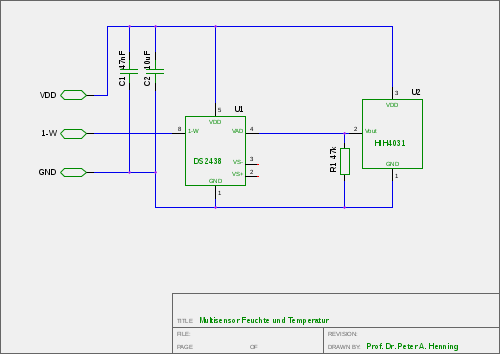 C1 47nF
C2 10uF
VDD
1-W
GND
U1
5
VDD
8
1-W
VAD
4
DS2438
VS-
3
VS+
2
GND
1
R1 47k
U2
3
VDD
2
Vout
HIH4031
GND
1
TITLE: Multisensor Feuchte und Temperatur
FILE: REVISION:
PAGE OF DRAWN BY: Prof. Dr. Peter A. Henning